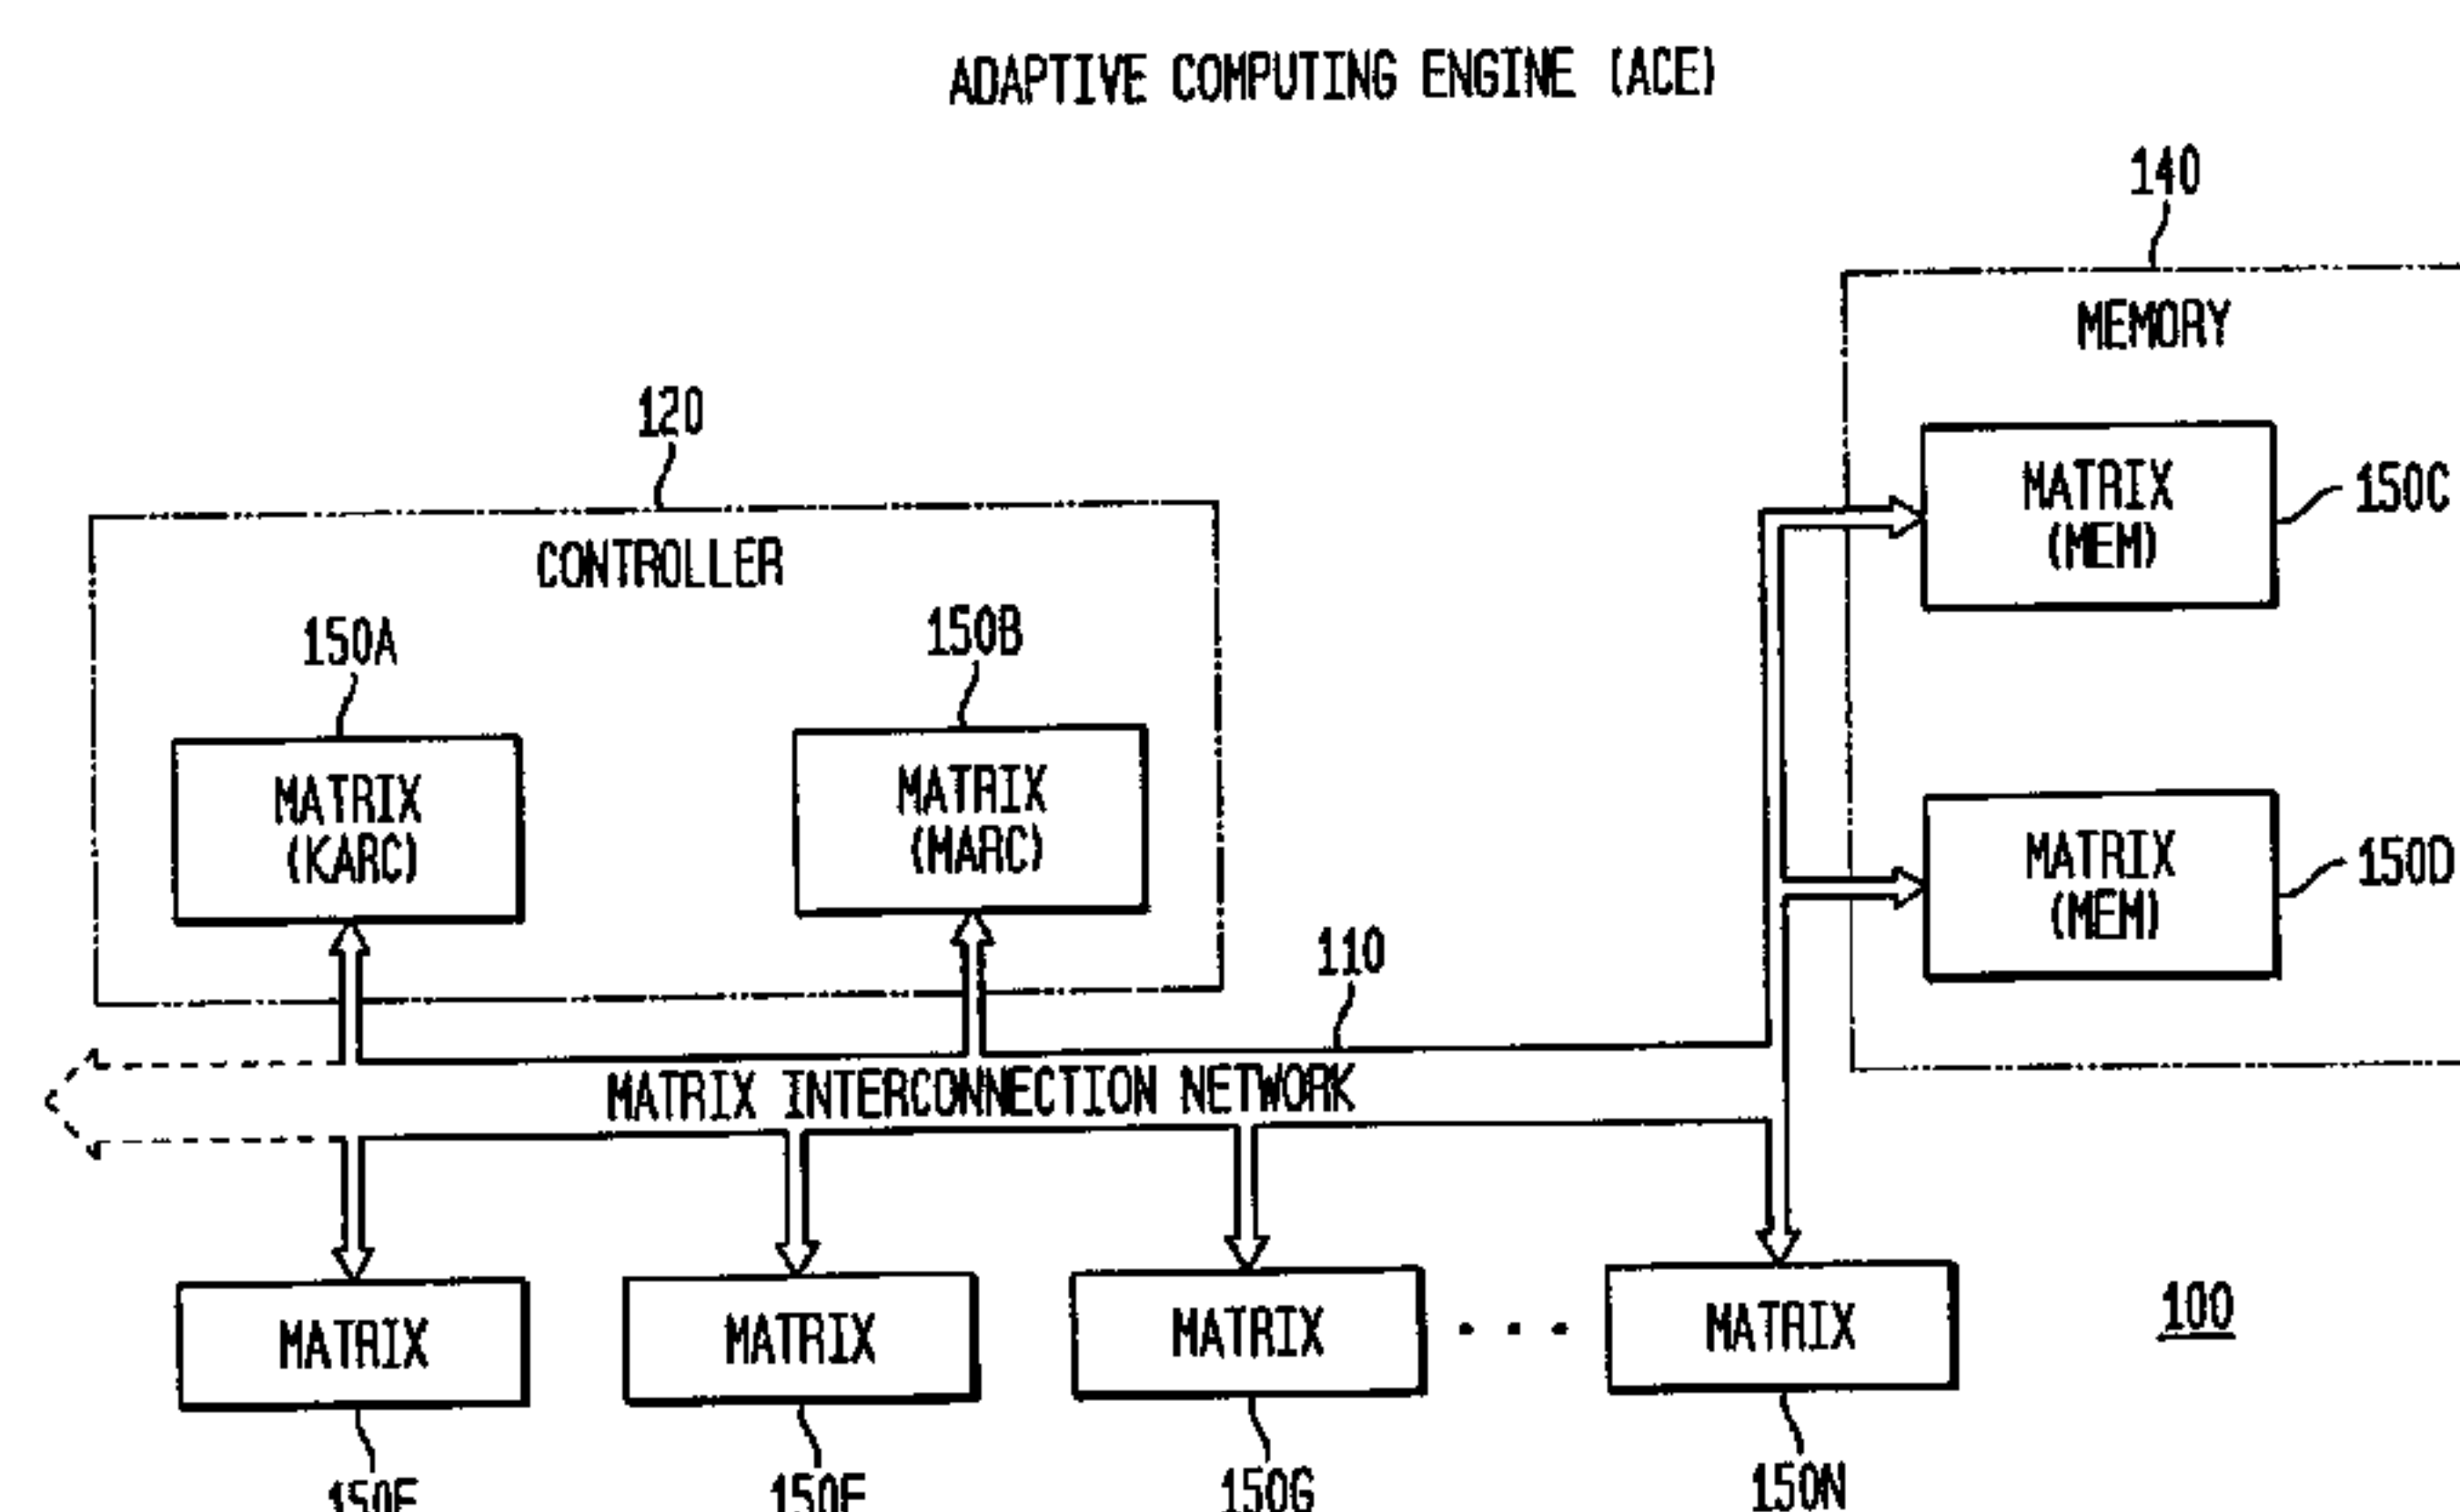 ADAPTIVE COMPUTING ENGINE (ACE)
140
MEMORY
120
CONTROLLER
MATRIX
(MEM)
150C
150A
150B
MATRIX
(KARC)
MATRIX
(MARC)
MATRIX
(MEM)
150D
110
MATRIX INTERCONNECTION NETWORK
MATRIX
MATRIX
MATRIX
MATRIX
100
150G
150N